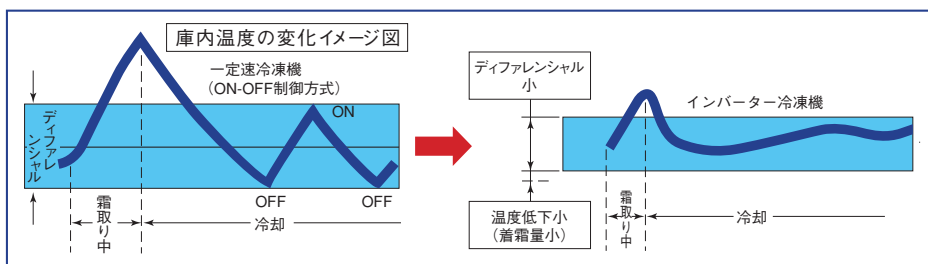 庫内温度の変化イメージ図
一定速冷凍機
(ON-OFF制御方式)
ディファレ
ンシャル
ON
OFF
OFF
霜取り中
冷却
ディファレンシャル
小
インバーター冷凍機
温度低下小
(着霜量小)
霜取り中
冷却